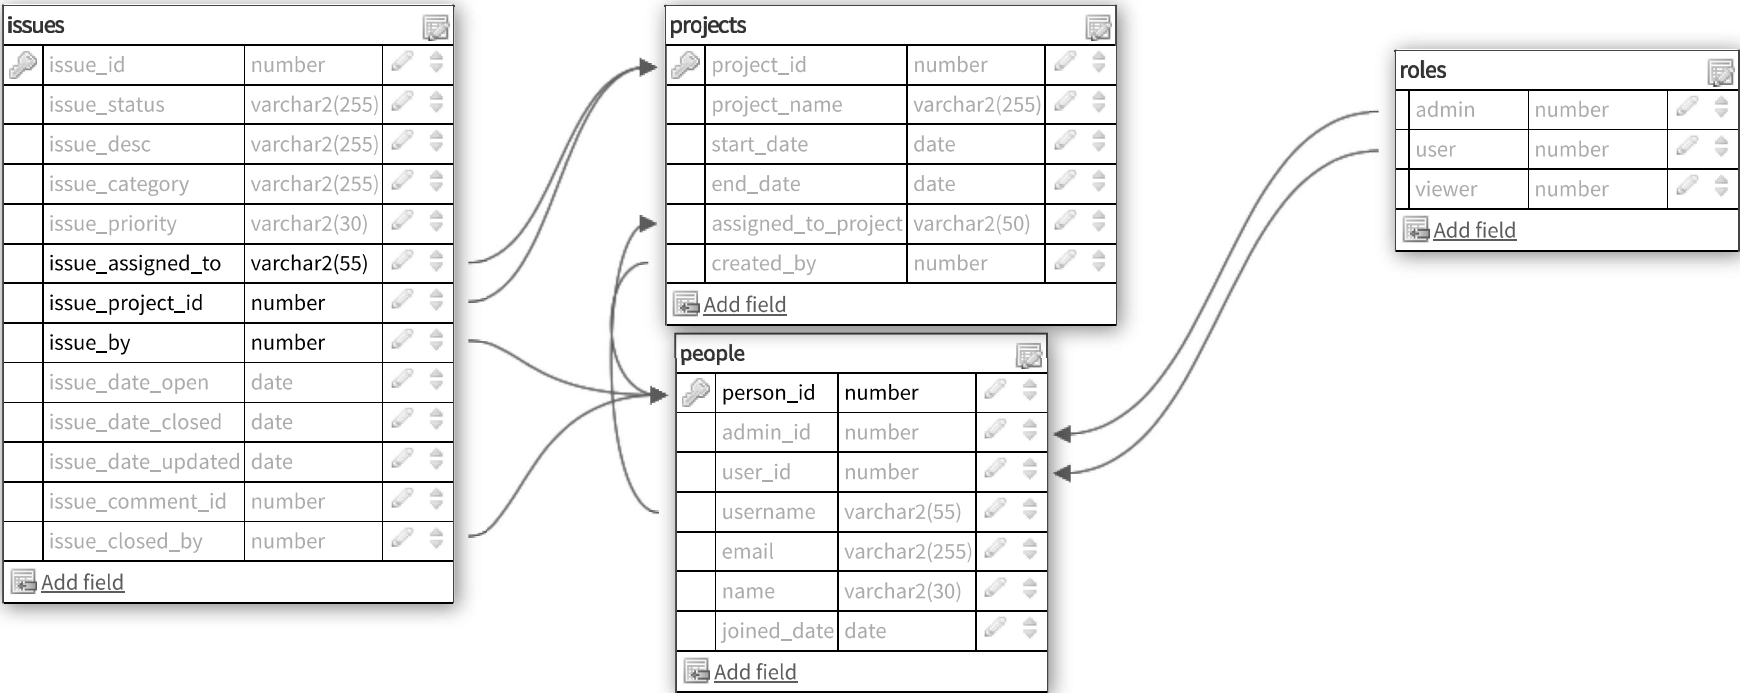 issues
issue_id number
issue_status varchar2(255)
issue_desc varchar2(255)
issue_category varchar2(255)
issue_priority varchar2(30)
issue_assigned_to varchar2(55)
issue_project_id number
issue_by number
issue_date_open date
issue_date_closed date
issue_date_updated date
issue_comment_id number
issue_closed_by number
Add field
projects
project_id number
project_name varchar2(255)
start_date date
end_date date
assigned_to_project varchar2(50)
created_by number
Add field
people
person_id number
admin_id number
user_id number
username varchar2(55)
email varchar2(255)
name varchar2(30)
joined_date date
Add field
roles
admin number
user number
viewer number
Add field